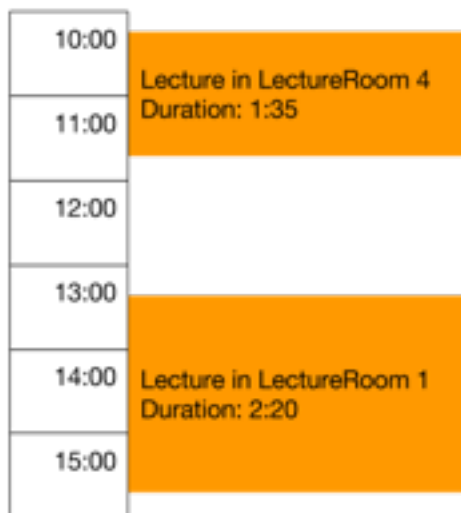 10:00
Lecture in LectureRoom 4
Duration: 1:35
11:00
12:00
13:00
14:00
Lecture in LectureRoom 1
Duration: 2:20
15:00